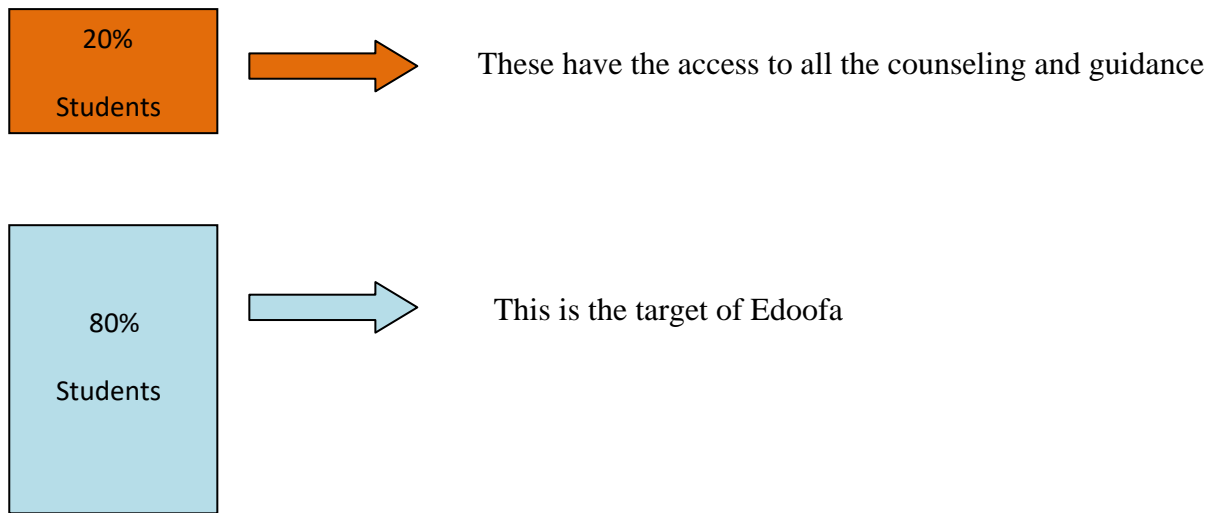 20%
Students
These have the access to all the counseling and guidance
80%
Students
This is the target of Edoofa